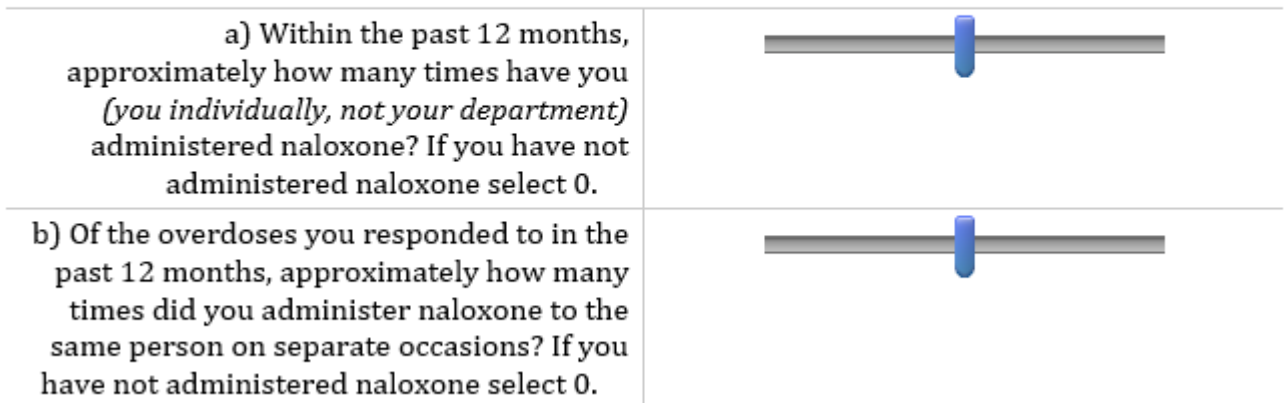 a) Within the past 12 months,
approximately how many times have you
(you individually, not your department)
administered naloxone? If you have not
administered naloxone select 0.
b) Of the overdoses you responded to in the
past 12 months, approximately how many
times did you administer naloxone to the
same person on separate occasions? If you
have not administered naloxone select 0.